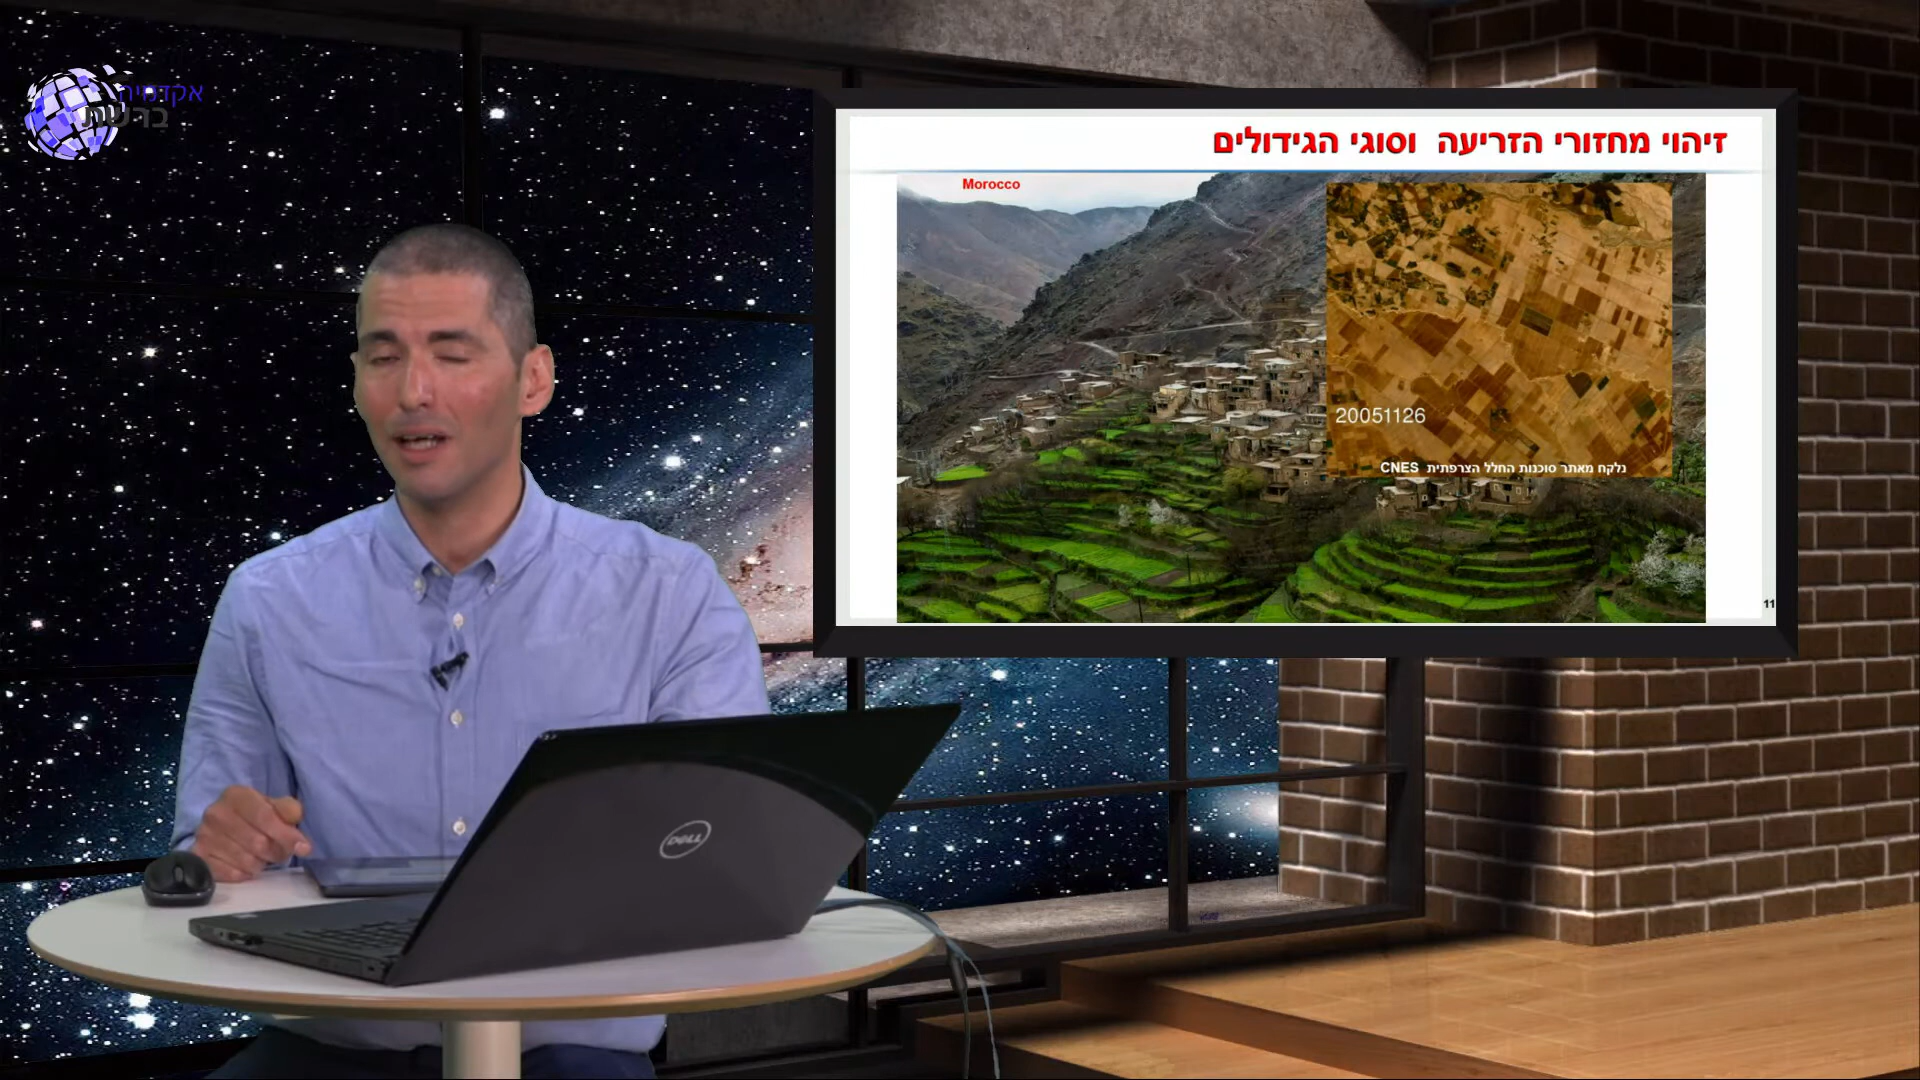 אקדמיה
ברשת
זיהוי מחזורי הזריעה וסוגי הגידולים
Morocco
20051126
נלקח מאתר סוכנות החלל הצרפתית CNES
11
DELL